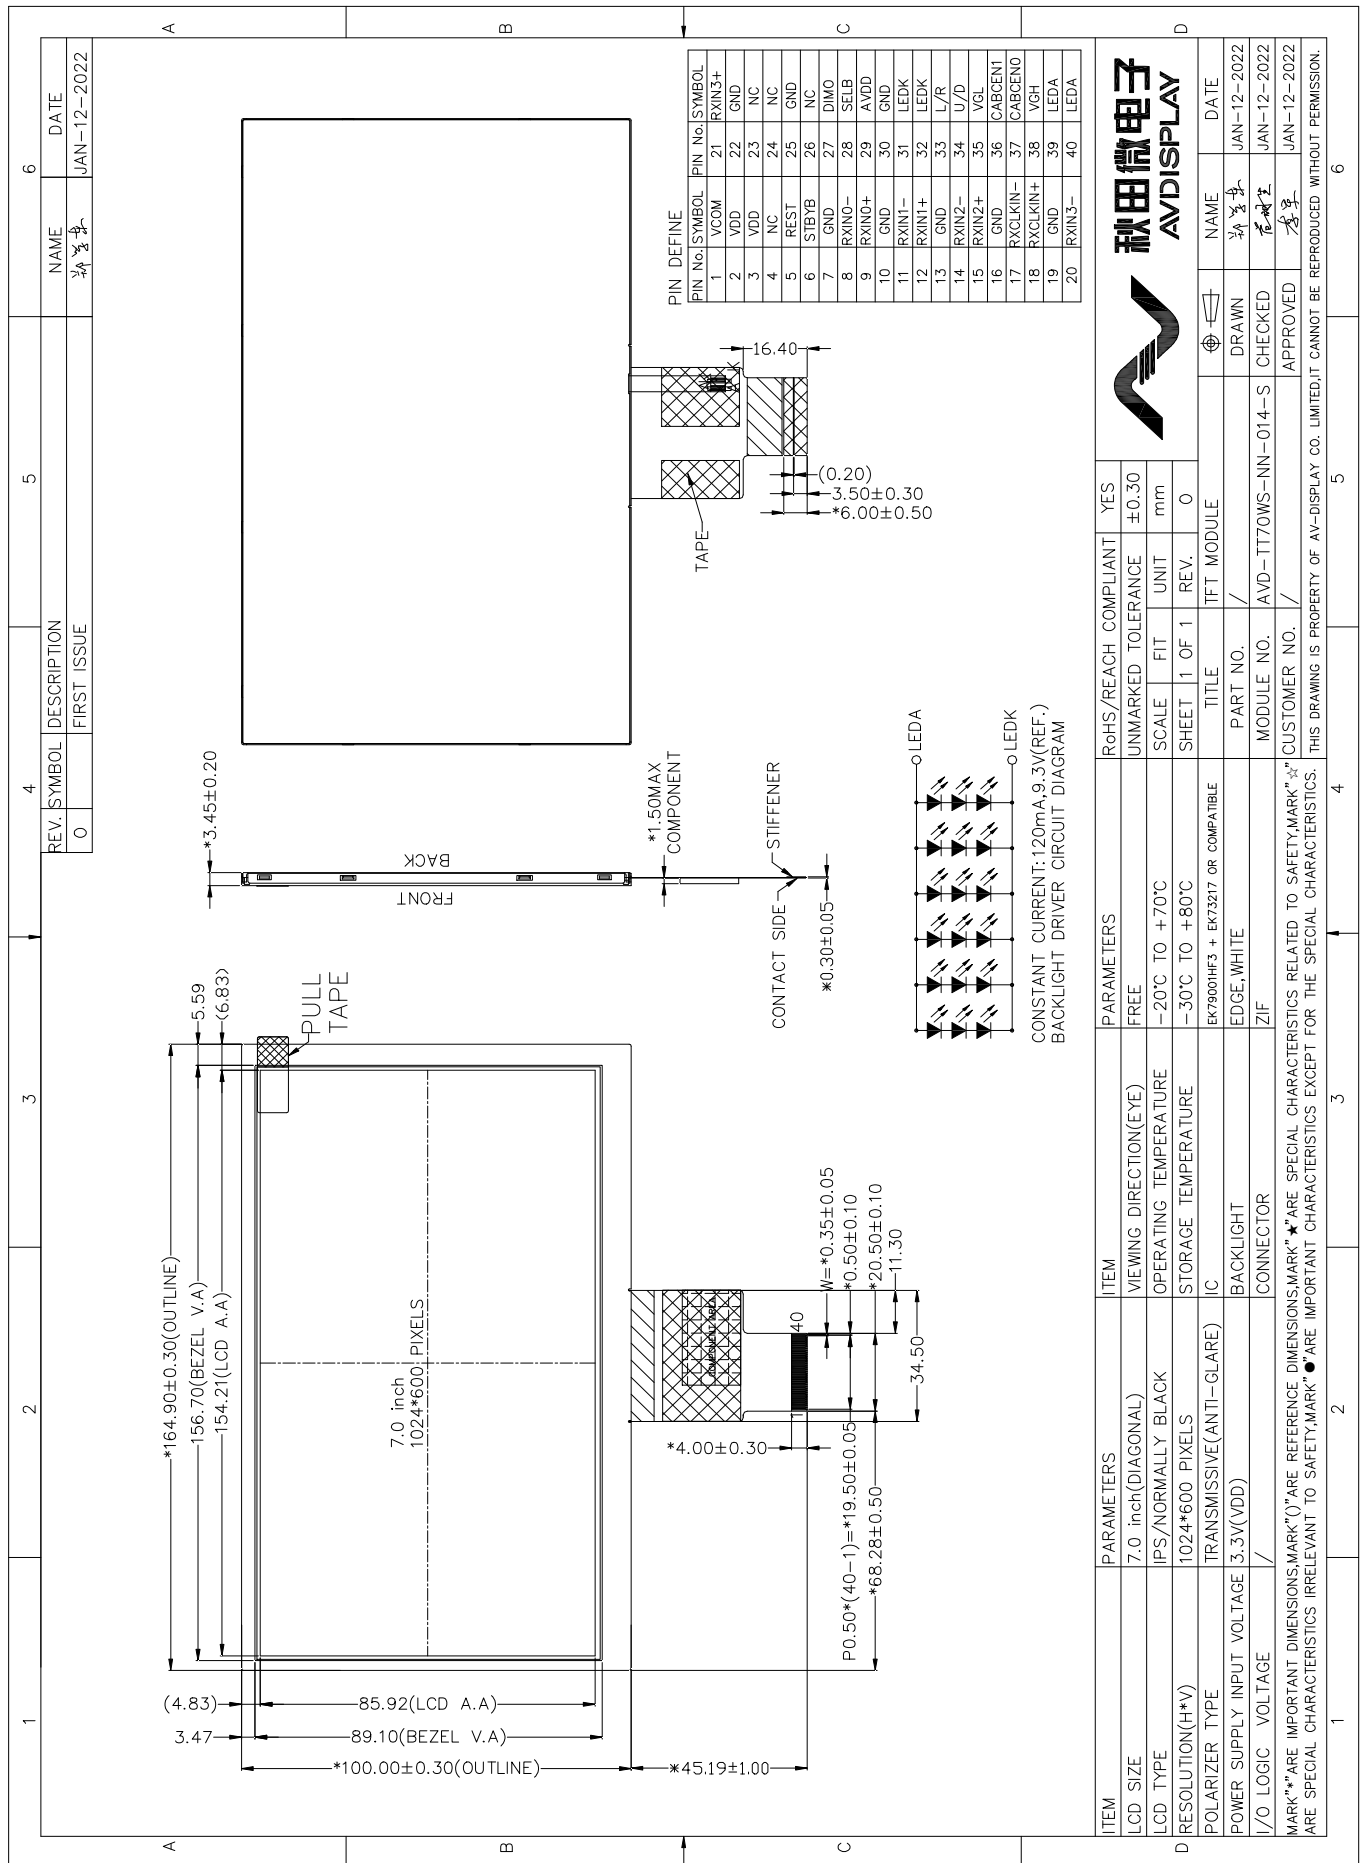 1
2
3
4
5
6
A
B
C
D
REV. SYMBOL DESCRIPTION NAME DATE
0 FIRST ISSUE JAN-12-2022
*164.90±0.30(OUTLINE)
156.70(BEZEL V.A)
154.21(LCD A.A)
5.59
(6.83)
PULL
TAPE
(4.83)
3.47
85.92(LCD A.A)
89.10(BEZEL V.A)
*100.00±0.30(OUTLINE)
*45.19±1.00
7.0 inch
1024*600 PIXELS
COMPONENT AREA
1
40
*4.00±0.30
W=*0.35±0.05
P0.50*(40-1)=*19.50±0.05
*0.50±0.10
*68.28±0.50
*20.50±0.10
11.30
34.50
*3.45±0.20
FRONT
BACK
*1.50MAX
COMPONENT
CONTACT SIDE
STIFFENER
*0.30±0.05
LEDA
LEDK
CONSTANT CURRENT:120mA,9.3V(REF.)
BACKLIGHT DRIVER CIRCUIT DIAGRAM
TAPE
K
16.40
(0.20)
3.50±0.30
*6.00±0.50
PIN DEFINE
PIN No. SYMBOL PIN No. SYMBOL
1 VCOM 21 RXIN3+
2 VDD 22 GND
3 VDD 23 NC
4 NC 24 NC
5 REST 25 GND
6 STBYB 26 NC
7 GND 27 DIMO
8 RXIN0- 28 SELB
9 RXIN0+ 29 AVDD
10 GND 30 GND
11 RXIN1- 31 LEDK
12 RXIN1+ 32 LEDK
13 GND 33 L/R
14 RXIN2- 34 U/D
15 RXIN2+ 35 VGL
16 GND 36 CABCEN1
17 RXCLKIN- 37 CABCEN0
18 RXCLKIN+ 38 VGH
19 GND 39 LEDA
20 RXIN3- 40 LEDA
ITEM PARAMETERS ITEM PARAMETERS
LCD SIZE 7.0 inch(DIAGONAL) VIEWING DIRECTION(EYE) FREE
LCD TYPE IPS/NORMALLY BLACK OPERATING TEMPERATURE -20°C TO +70°C
RESOLUTION(H*V) 1024*600 PIXELS STORAGE TEMPERATURE -30°C TO +80°C
POLARIZER TYPE TRANSMISSIVE(ANTI-GLARE) IC EK79001HF3 + EK73217 OR COMPATIBLE
POWER SUPPLY INPUT VOLTAGE 3.3V(VDD) BACKLIGHT EDGE,WHITE
I/O LOGIC VOLTAGE / CONNECTOR ZIF
MARK"*"ARE IMPORTANT DIMENSIONS,MARK"()"ARE REFERENCE DIMENSIONS,MARK"★"ARE SPECIAL CHARACTERISTICS RELATED TO SAFETY,MARK"☆"
ARE SPECIAL CHARACTERISTICS IRRELEVANT TO SAFETY,MARK"●"ARE IMPORTANT CHARACTERISTICS EXCEPT FOR THE SPECIAL CHARACTERISTICS.
RoHS/REACH COMPLIANT YES
UNMARKED TOLERANCE ±0.30
SCALE FIT UNIT mm
SHEET 1 OF 1 REV. 0
秋田微电子
AVDISPLAY
TITLE TFT MODULE NAME DATE
PART NO. / DRAWN JAN-12-2022
MODULE NO. AVD-TT70WS-NN-014-S CHECKED JAN-12-2022
CUSTOMER NO. / APPROVED JAN-12-2022
THIS DRAWING IS PROPERTY OF AV-DISPLAY CO. LIMITED,IT CANNOT BE REPRODUCED WITHOUT PERMISSION.
1
2
3
4
5
6
A
B
C
D